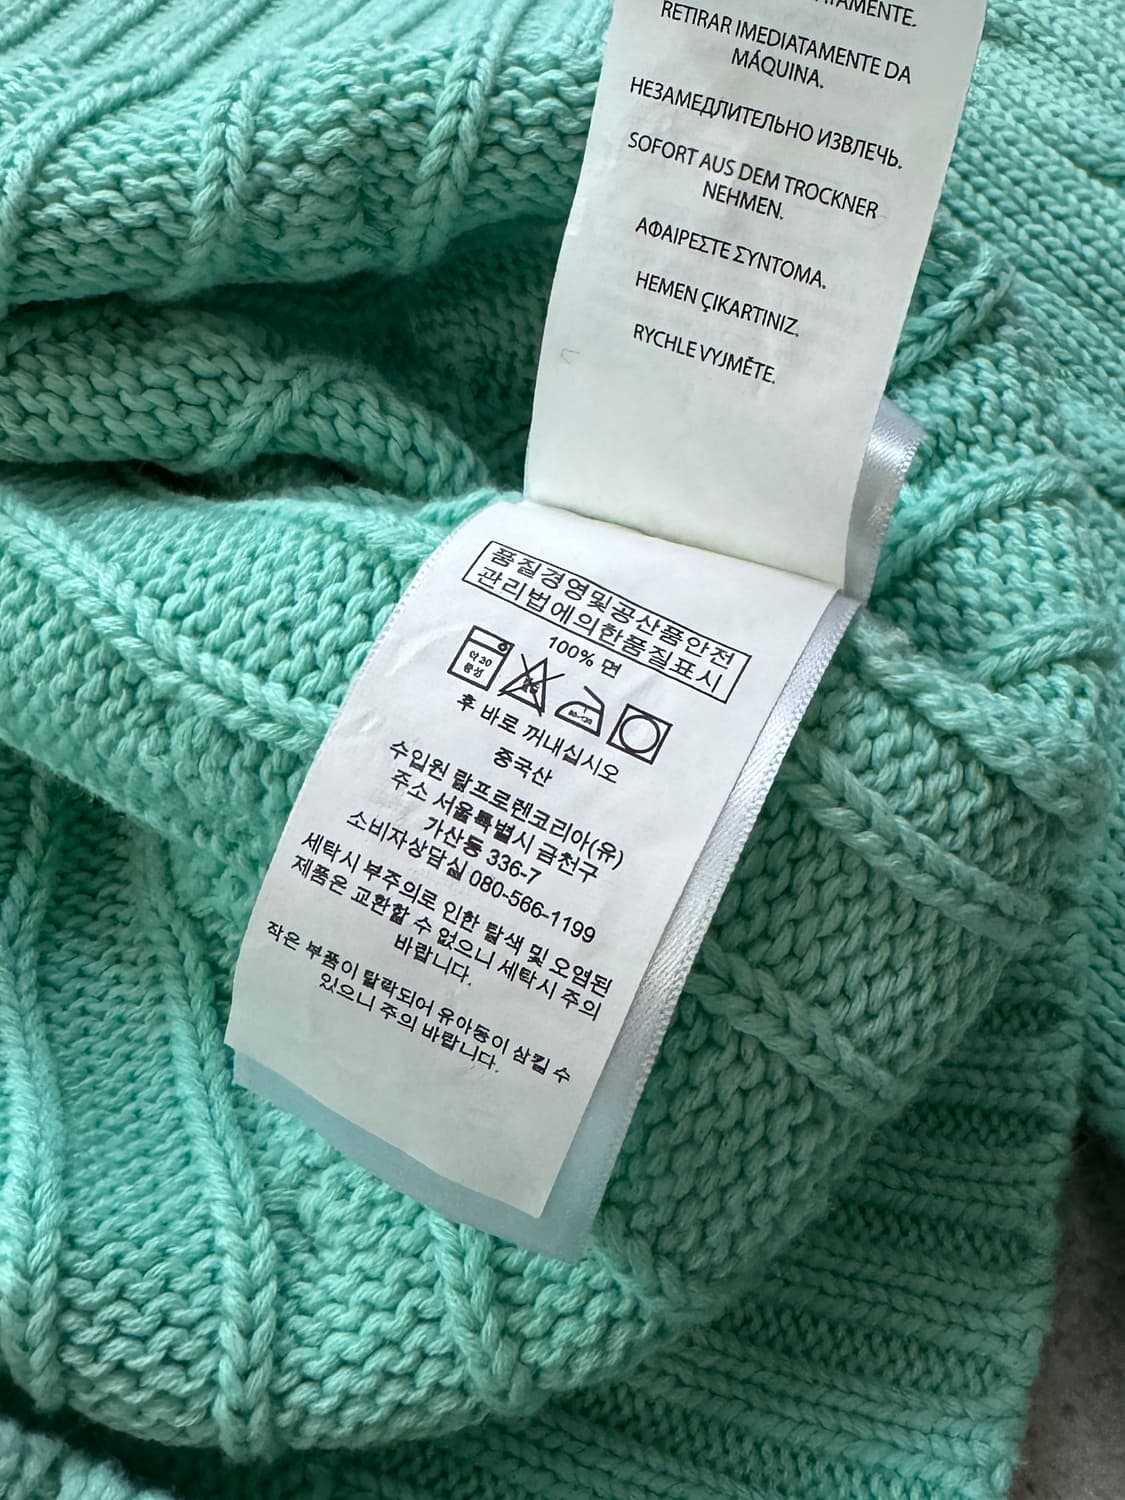 RETIRAR IMEDIATAMENTE DA
MÁQUINA.
НЕЗАМЕДЛИТЕЛЬНО ИЗВЛЕЧЬ.
SOFORT AUS DEM TROCKNER
NEHMEN.
ΑΦΑΙΡΕΣΤΕ ΣΥΝΤΟΜΑ.
HEMEN ÇIKARTINIZ.
RYCHLE VYJMĚTE.
품질경영및공산품안전
관리법에의한품질표시
100% 면
약 30
중성
80-120
후 바로 꺼내십시오
중국산
수입원 랄프로렌코리아(유)
주소 서울특별시 금천구
가산동 336-7
소비자상담실 080-566-1199
세탁시 부주의로 인한 탈색 및 오염된
제품은 교환할 수 없으니 세탁시 주의
바랍니다.
작은 부품이 탈락되어 유아동이 삼킬 수
있으니 주의 바랍니다.